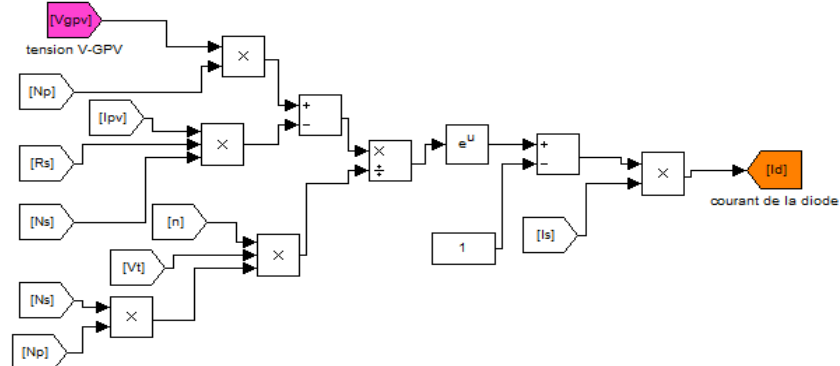 [Vgpv]
tension V-GPV
×
[Np]
[Ipv]
[Rs]
×
[Ns]
+
−
×
÷
e^u
+
−
1
[Is]
×
[Id]
courant de la diode
[n]
[Vt]
×
[Ns]
×
[Np]